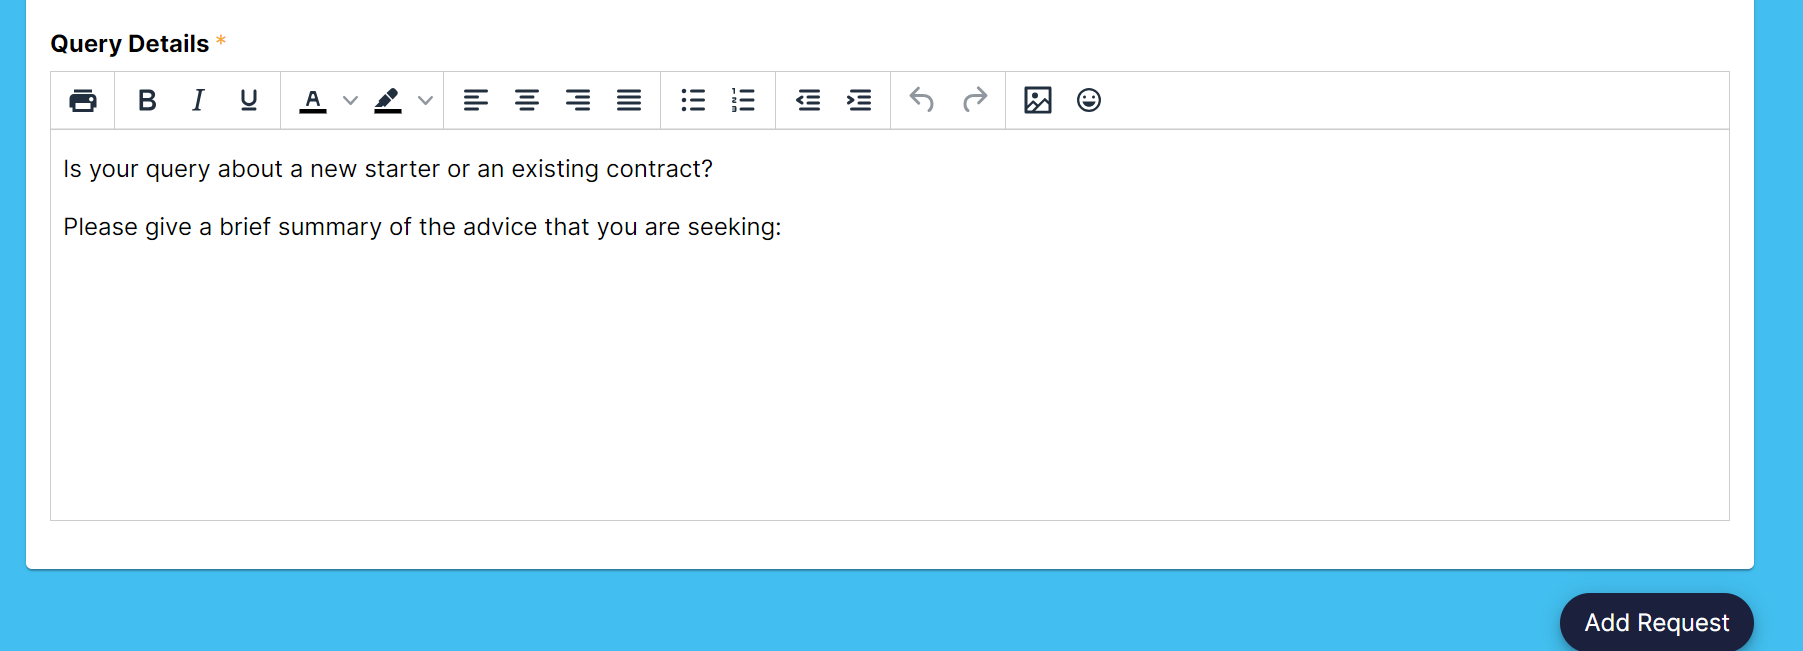 Query Details *
Is your query about a new starter or an existing contract?
Please give a brief summary of the advice that you are seeking:
Add Request